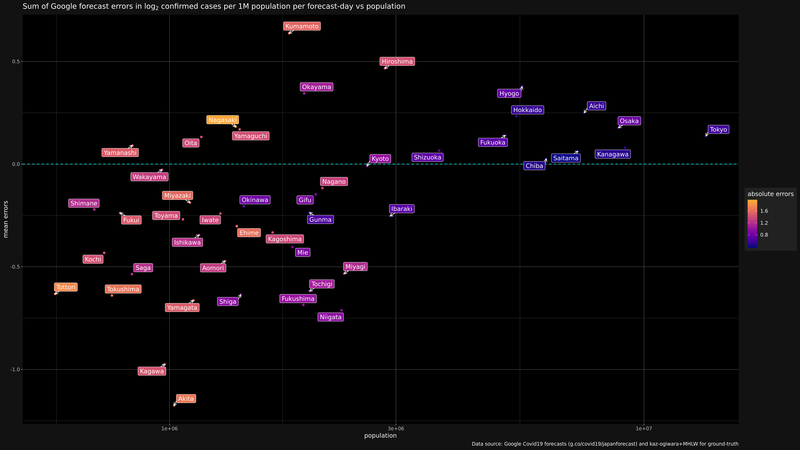 Sum of Google forecast errors in log2 confirmed cases per 1M population per forecast-day vs population
Kumamoto
0.5
Hiroshima
Okayama
Hyogo
Aichi
Hokkaido
Nagasaki
Osaka
Tokyo
Yamaguchi
Oita
Fukuoka
Yamanashi
Kyoto
Shizuoka
Saitama
Kanagawa
0.0
Chiba
Wakayama
Nagano
Miyazaki
Shimane
Okinawa
Gifu
Ibaraki
Toyama
Fukui
Iwate
Gunma
Ehime
Ishikawa
Kagoshima
Mie
Kochi
Saga
Aomori
Miyagi
-0.5
Tottori
Tokushima
Tochigi
Shiga
Fukushima
Yamagata
Niigata
Kagawa
-1.0
Akita
mean errors
absolute errors
1.6
1.2
0.8
1e+06
3e+06
1e+07
population
Data source: Google Covid19 forecasts (g.co/covid19/japanforecast) and kaz-ogiwara+MHLW for ground-truth